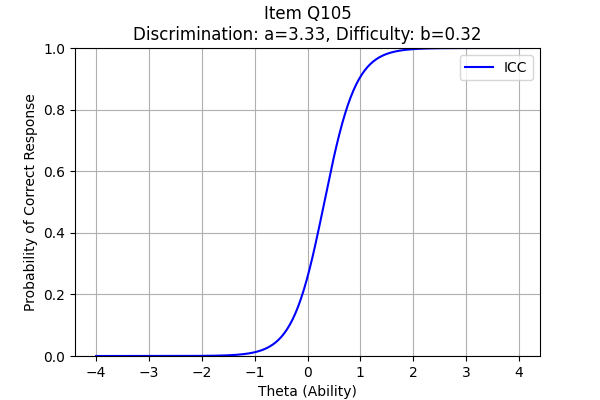 Item Q105
Discrimination: a=3.33, Difficulty: b=0.32
ICC
Probability of Correct Response
1.0
0.8
0.6
0.4
0.2
0.0
−4 −3 −2 −1 0 1 2 3 4
Theta (Ability)